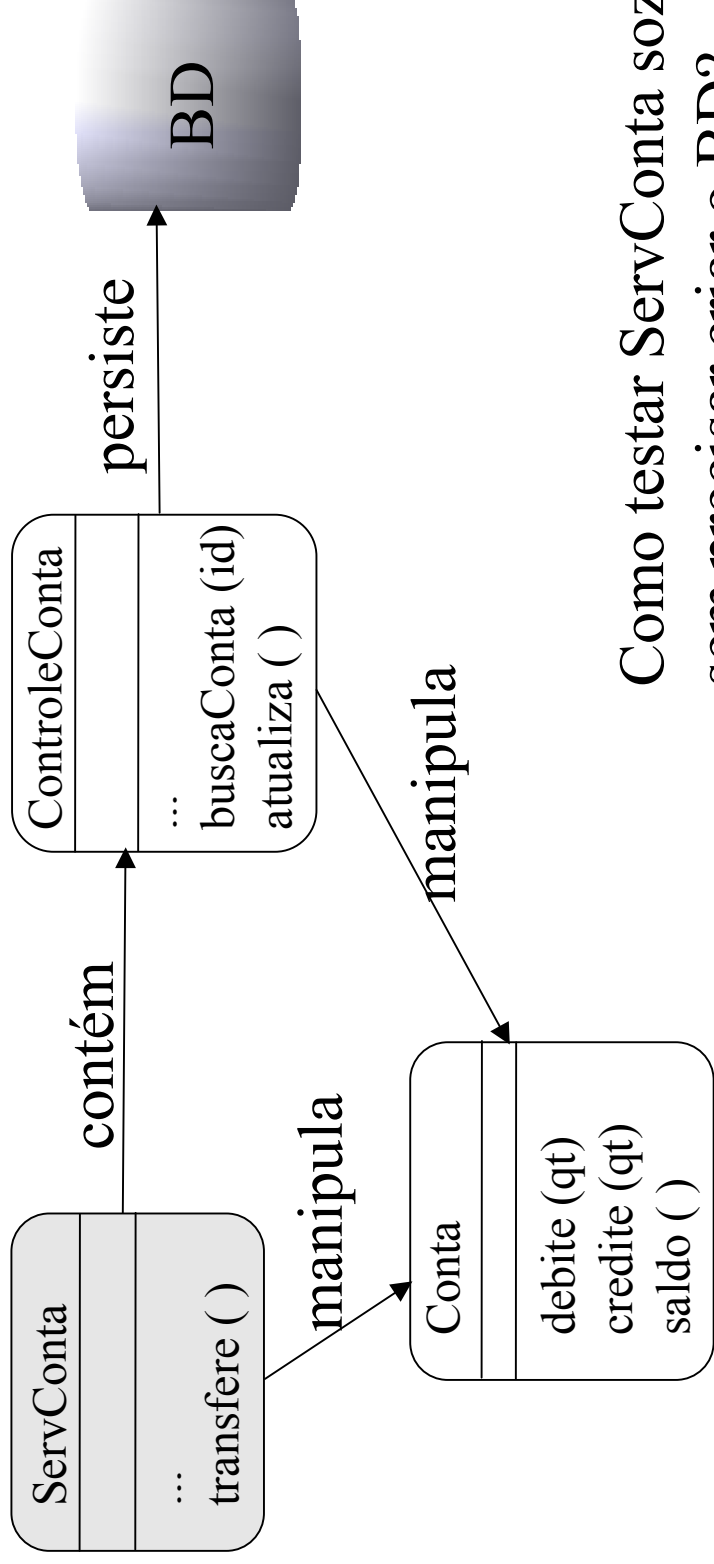 ServConta
...
transfere ( )
contém
ControleConta
...
buscaConta (id)
atualiza ( )
persiste
BD
manipula
manipula
Conta
debite (qt)
credite (qt)
saldo ( )
Como testar ServConta